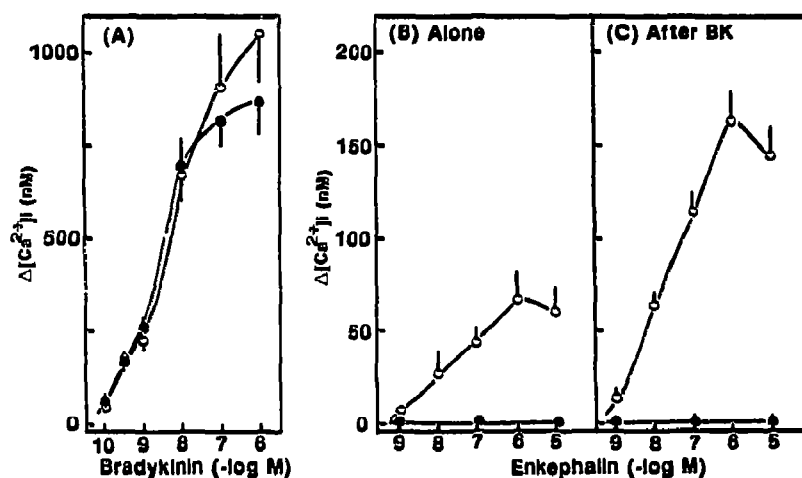 (A)
1000
500
0
Δ[Ca²⁺]i (nM)
10 9 8 7 6
Bradykinin (-log M)
(B) Alone
200
150
100
50
0
Δ[Ca²⁺]i (nM)
9 8 7 6 5
(C) After BK
9 8 7 6 5
Enkephalin (-log M)